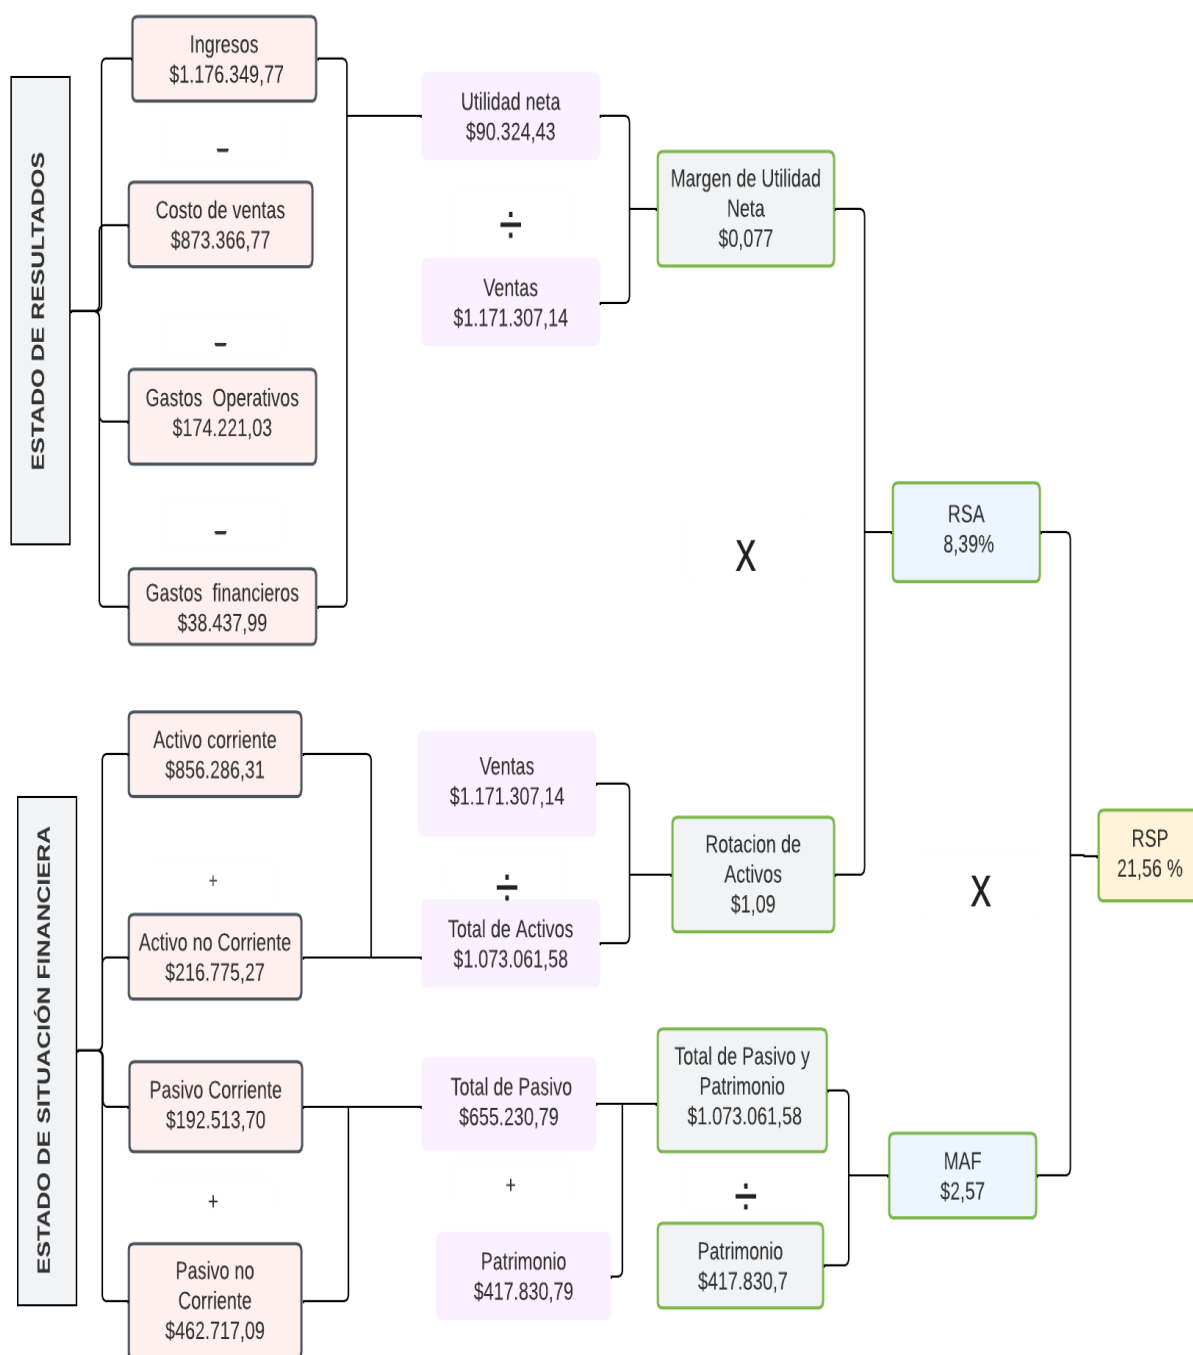 ESTADO DE RESULTADOS
Ingresos
$1.176.349,77
–
Costo de ventas
$873.366,77
–
Gastos Operativos
$174.221,03
–
Gastos financieros
$38.437,99
Utilidad neta
$90.324,43
÷
Ventas
$1.171.307,14
Margen de Utilidad
Neta
$0,077
X
RSA
8,39%
ESTADO DE SITUACIÓN FINANCIERA
Activo corriente
$856.286,31
+
Activo no Corriente
$216.775,27
Ventas
$1.171.307,14
÷
Total de Activos
$1.073.061,58
Rotacion de
Activos
$1,09
X
RSP
21,56 %
Pasivo Corriente
$192.513,70
+
Pasivo no
Corriente
$462.717,09
Total de Pasivo
$655.230,79
+
Patrimonio
$417.830,79
Total de Pasivo y
Patrimonio
$1.073.061,58
÷
Patrimonio
$417.830,7
MAF
$2,57